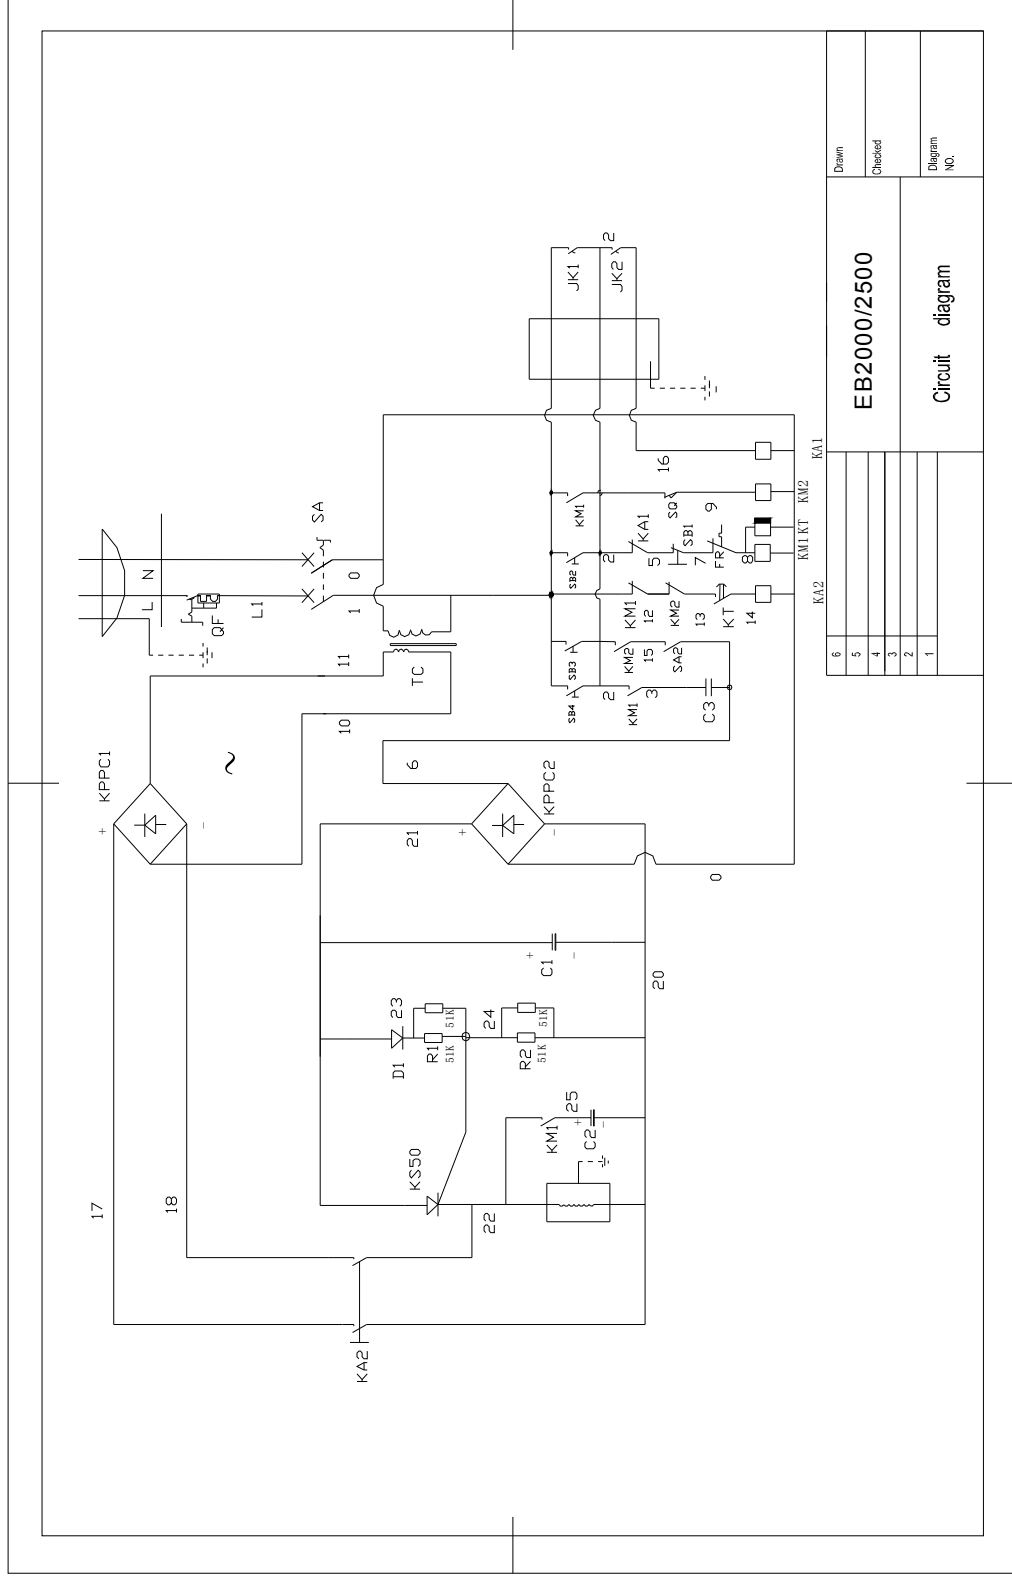 Drawn
Checked
Diagram
NO.
EB2000/2500
Circuit diagram
6
5
4
3
2
1
L
N
QF
L1
SA
1
0
11
10
TC
KPPC1
+
-
~
17
18
KA2
JK1
2
JK2
16
KA1
KM1
SQ
9
KM2
SB2
2
KA1
5
SB1
7
FR
8
KM1
KT
KM1
12
KM2
13
KT
14
KA2
SB3
KM2
15
SA2
SB4
2
KM1
3
C3
6
KPPC2
+
-
21
0
20
+
C1
-
D1
23
R1
51K
51K
24
R2
51K
51K
KS50
22
KM1
25
+
C2
-